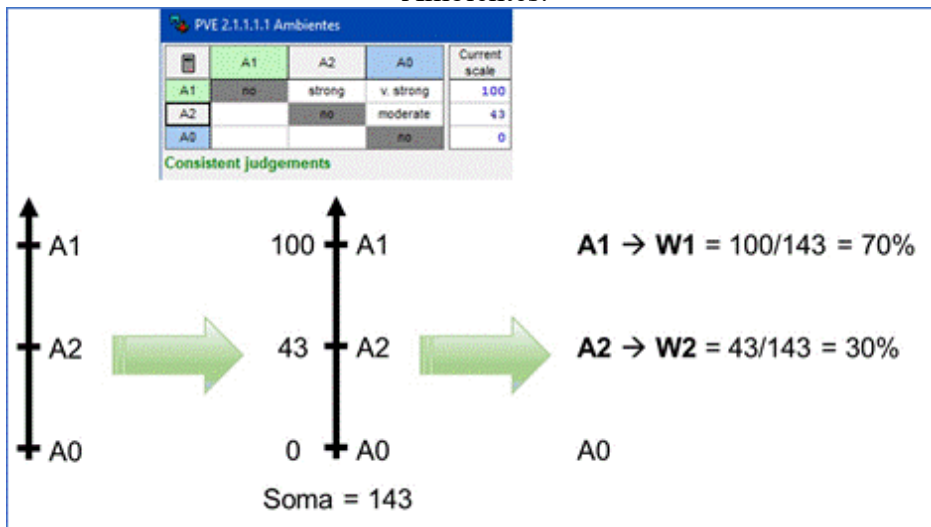 Ambientes.
PVE 2.1.1.1.1 Ambientes
A1 A2 A0 Current scale
A1 no strong v. strong 100
A2 no moderate 43
A0 no 0
Consistent judgements
A1 100 A1 A1 → W1 = 100/143 = 70%
A2 43 A2 A2 → W2 = 43/143 = 30%
A0 0 A0 A0
Soma = 143